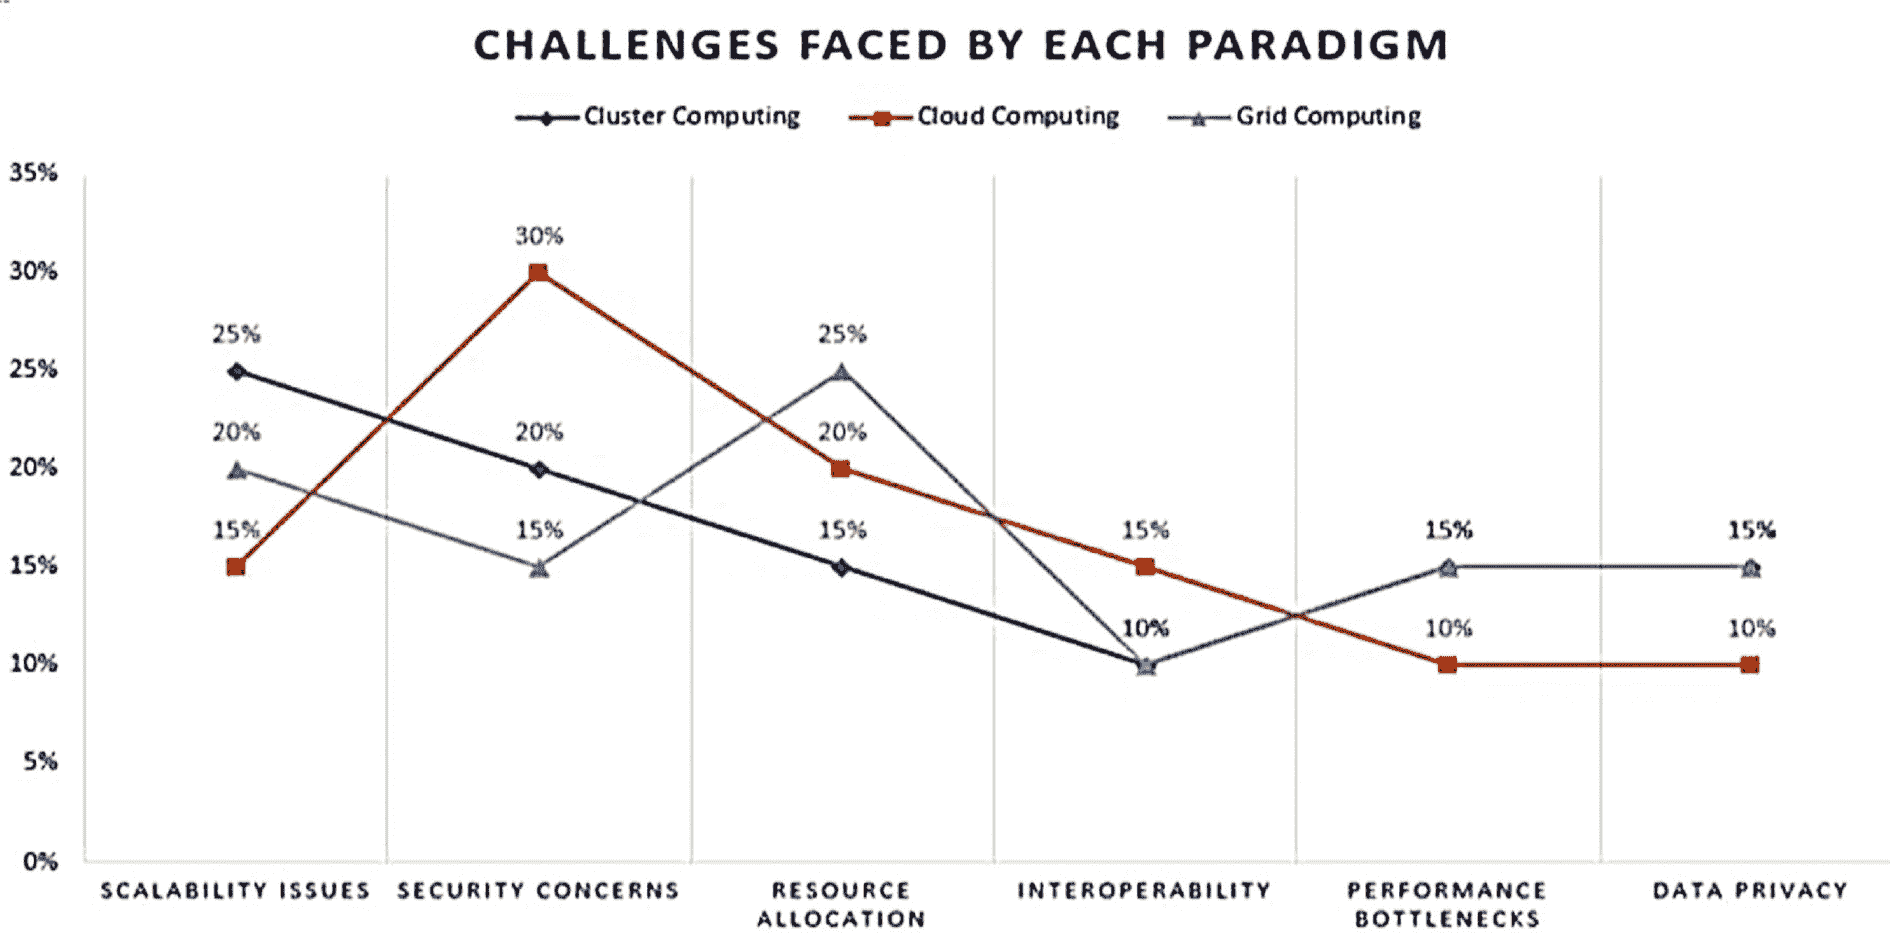 CHALLENGES FACED BY EACH PARADIGM
Cluster Computing Cloud Computing Grid Computing
35%
30%
25%
20%
15%
10%
5%
0%
30%
25% 25%
20% 20% 20%
15% 15% 15% 15% 15% 15%
10% 10% 10%
SCALABILITY ISSUES SECURITY CONCERNS RESOURCE INTEROPERABILITY PERFORMANCE DATA PRIVACY
ALLOCATION BOTTLENECKS